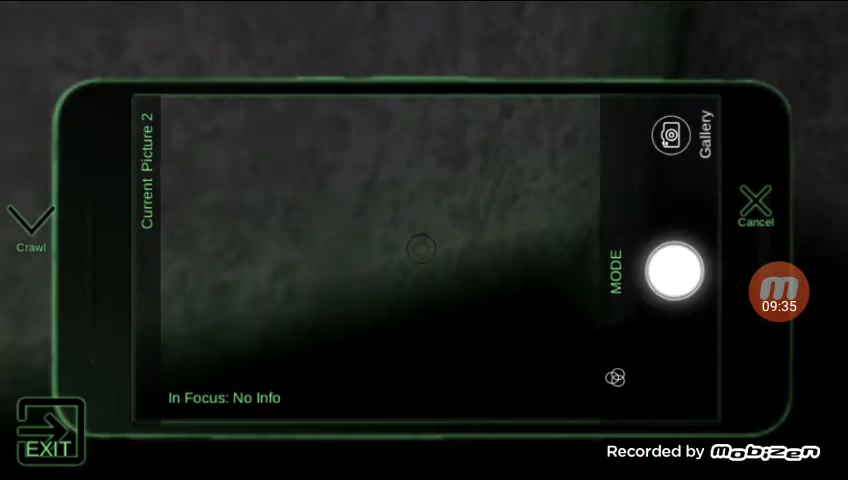 Current Picture 2
Gallery
Cancel
Crawl
MODE
09:35
In Focus: No Info
EXIT
Recorded by Mobizen